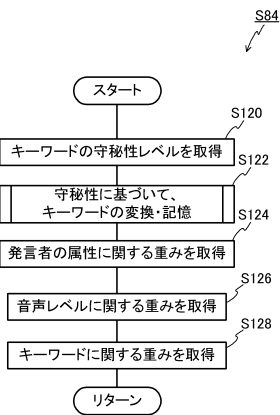 S84
スタート
S120
キーワードの守秘性レベルを取得
S122
守秘性に基づいて、
キーワードの変換・記憶
S124
発言者の属性に関する重みを取得
S126
音声レベルに関する重みを取得
S128
キーワードに関する重みを取得
リターン